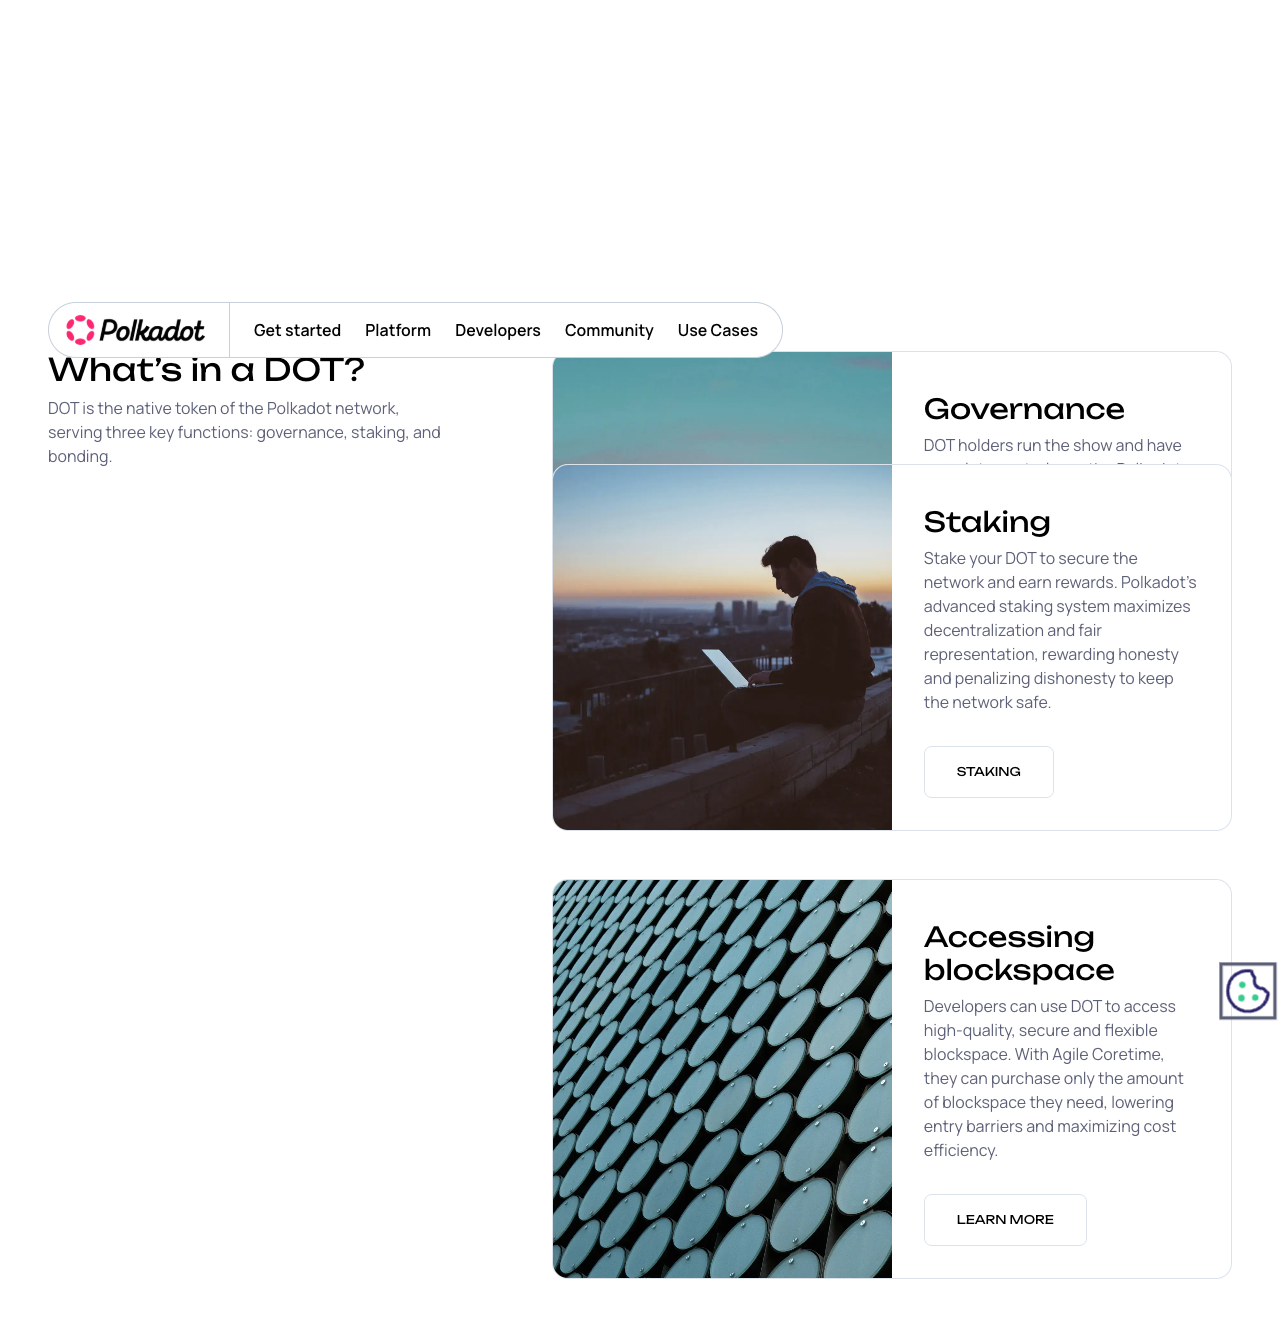 Polkadot
Get started
Platform
Developers
Community
Use Cases
What’s in a DOT?
DOT is the native token of the Polkadot network,
serving three key functions: governance, staking, and
bonding.
Governance
DOT holders run the show and have
Staking
Stake your DOT to secure the
network and earn rewards. Polkadot’s
advanced staking system maximizes
decentralization and fair
representation, rewarding honesty
and penalizing dishonesty to keep
the network safe.
STAKING
Accessing
blockspace
Developers can use DOT to access
high-quality, secure and flexible
blockspace. With Agile Coretime,
they can purchase only the amount
of blockspace they need, lowering
entry barriers and maximizing cost
efficiency.
LEARN MORE